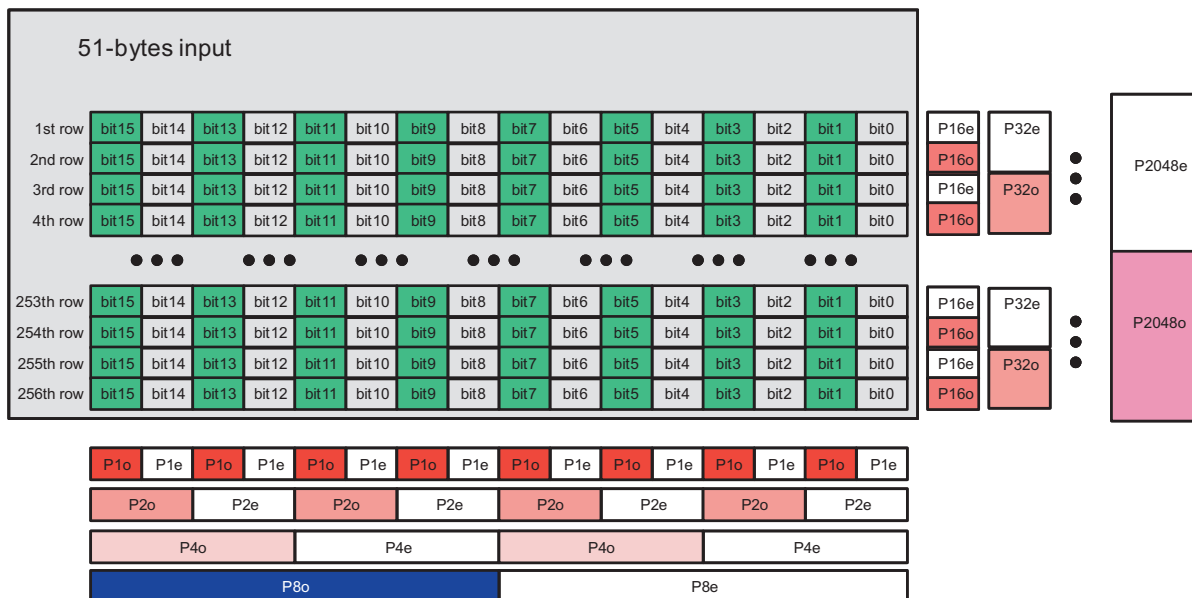 51-bytes input
1st row bit15 bit14 bit13 bit12 bit11 bit10 bit9 bit8 bit7 bit6 bit5 bit4 bit3 bit2 bit1 bit0 P16e P32e
2nd row bit15 bit14 bit13 bit12 bit11 bit10 bit9 bit8 bit7 bit6 bit5 bit4 bit3 bit2 bit1 bit0 P16o P2048e
3rd row bit15 bit14 bit13 bit12 bit11 bit10 bit9 bit8 bit7 bit6 bit5 bit4 bit3 bit2 bit1 bit0 P16e P32o
4th row bit15 bit14 bit13 bit12 bit11 bit10 bit9 bit8 bit7 bit6 bit5 bit4 bit3 bit2 bit1 bit0 P16o
253th row bit15 bit14 bit13 bit12 bit11 bit10 bit9 bit8 bit7 bit6 bit5 bit4 bit3 bit2 bit1 bit0 P16e P32e
254th row bit15 bit14 bit13 bit12 bit11 bit10 bit9 bit8 bit7 bit6 bit5 bit4 bit3 bit2 bit1 bit0 P16o P2048o
255th row bit15 bit14 bit13 bit12 bit11 bit10 bit9 bit8 bit7 bit6 bit5 bit4 bit3 bit2 bit1 bit0 P16e P32o
256th row bit15 bit14 bit13 bit12 bit11 bit10 bit9 bit8 bit7 bit6 bit5 bit4 bit3 bit2 bit1 bit0 P16o
P1o P1e P1o P1e P1o P1e P1o P1e P1o P1e P1o P1e P1o P1e P1o P1e
P2o P2e P2o P2e P2o P2e P2o P2e
P4o P4e P4o P4e
P8o P8e